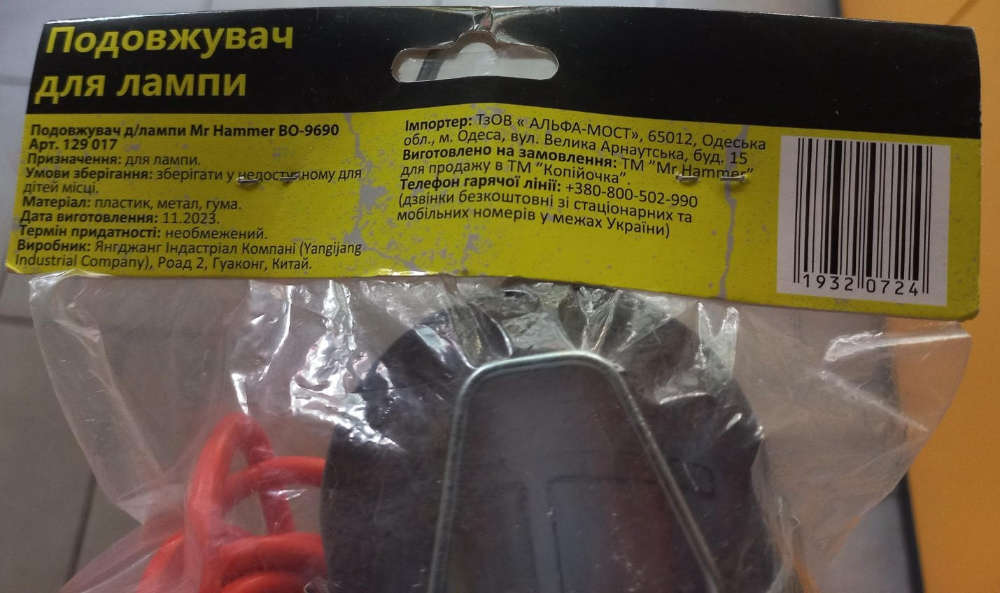 Подовжувач
для лампи
Подовжувач д/лампи Mr Hammer BO-9690
Арт. 129 017
Призначення: для лампи.
Умови зберігання: зберігати у недоступному для
дітей місці.
Матеріал: пластик, метал, гума.
Дата виготовлення: 11.2023.
Термін придатності: необмежений.
Виробник: Янгджанг Індастріал Компані (Yangijang
Industrial Company), Роад 2, Гуаконг, Китай.
Імпортер: ТзОВ « АЛЬФА-МОСТ», 65012, Одеська
обл., м. Одеса, вул. Велика Арнаутська, буд. 15
Виготовлено на замовлення: ТМ "Mr Hammer"
для продажу в ТМ "Копійочка".
Телефон гарячої лінії: +380-800-502-990
(дзвінки безкоштовні зі стаціонарних та
мобільних номерів у межах України)
1932 0724